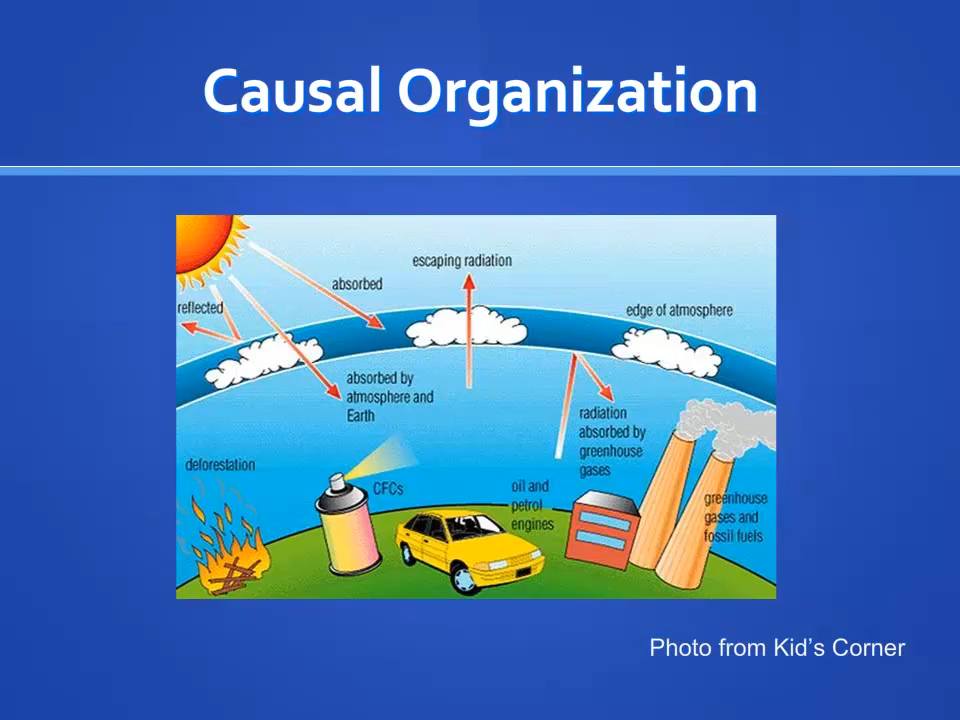 Causal Organization
escaping radiation
absorbed
reflected
edge of atmosphere
absorbed by
atmosphere and
Earth
radiation
absorbed by
greenhouse
gases
deforestation
CFCs
oil and
petrol
engines
greenhouse
gases and
fossil fuels
Photo from Kid’s Corner